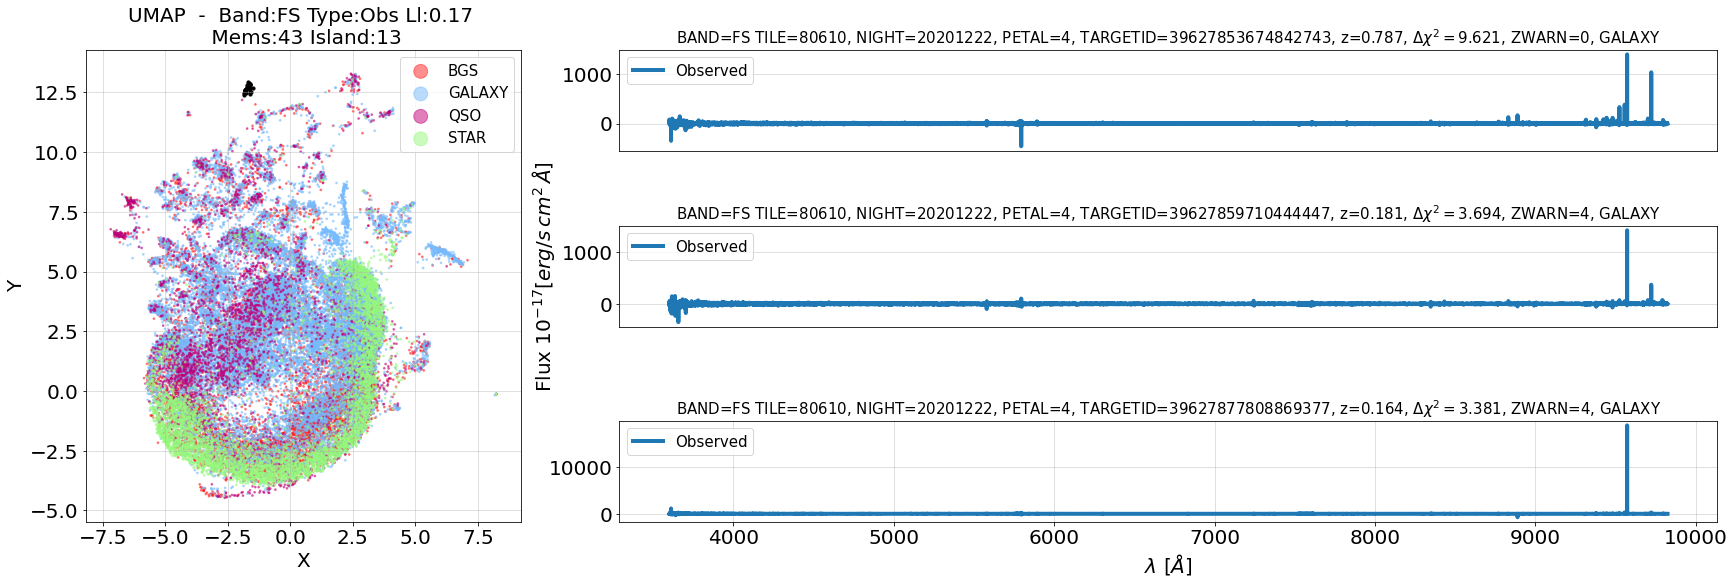 UMAP  -  Band:FS Type:Obs Ll:0.17
Mems:43 Island:13
BGS
GALAXY
QSO
STAR
12.5
10.0
7.5
5.0
2.5
0.0
−2.5
−5.0
Y
−7.5 −5.0 −2.5 0.0 2.5 5.0 7.5
X
Flux 10⁻¹⁷[erg/s cm² Å]
BAND=FS TILE=80610, NIGHT=20201222, PETAL=4, TARGETID=39627853674842743, z=0.787, Δχ²=9.621, ZWARN=0, GALAXY
Observed
1000
0
BAND=FS TILE=80610, NIGHT=20201222, PETAL=4, TARGETID=39627859710444447, z=0.181, Δχ²=3.694, ZWARN=4, GALAXY
Observed
1000
0
BAND=FS TILE=80610, NIGHT=20201222, PETAL=4, TARGETID=39627877808869377, z=0.164, Δχ²=3.381, ZWARN=4, GALAXY
Observed
10000
0
4000 5000 6000 7000 8000 9000 10000
λ [Å]